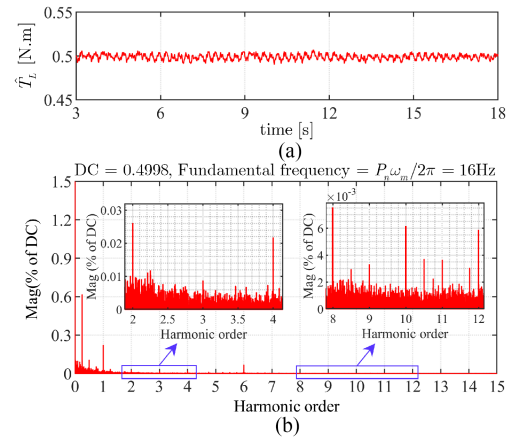 (a)
0.55
0.5
0.45
T̂_L [N.m]
3 6 9 12 15 18
time [s]
DC = 0.4998, Fundamental frequency = P_nω_m/2π = 16Hz
1.5
1.2
0.9
0.6
0.3
0
Mag(% of DC)
0.03
0.02
0.01
0
Mag (% of DC)
2 2.5 3 3.5 4
Harmonic order
×10⁻³
6
4
2
0
Mag (% of DC)
8 9 10 11 12
Harmonic order
0 1 2 3 4 5 6 7 8 9 10 11 12 13 14 15
Harmonic order
(b)